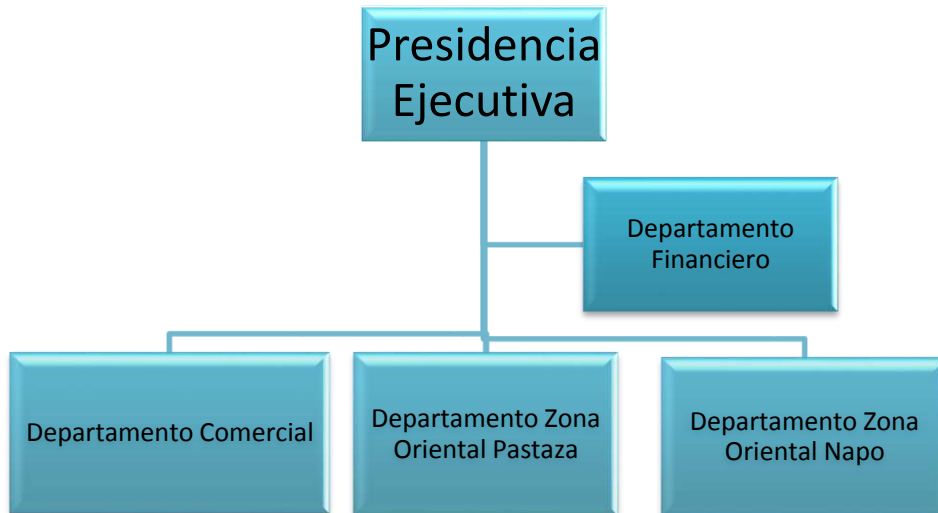 Presidencia
Ejecutiva
Departamento
Financiero
Departamento Comercial
Departamento Zona
Oriental Pastaza
Departamento Zona
Oriental Napo